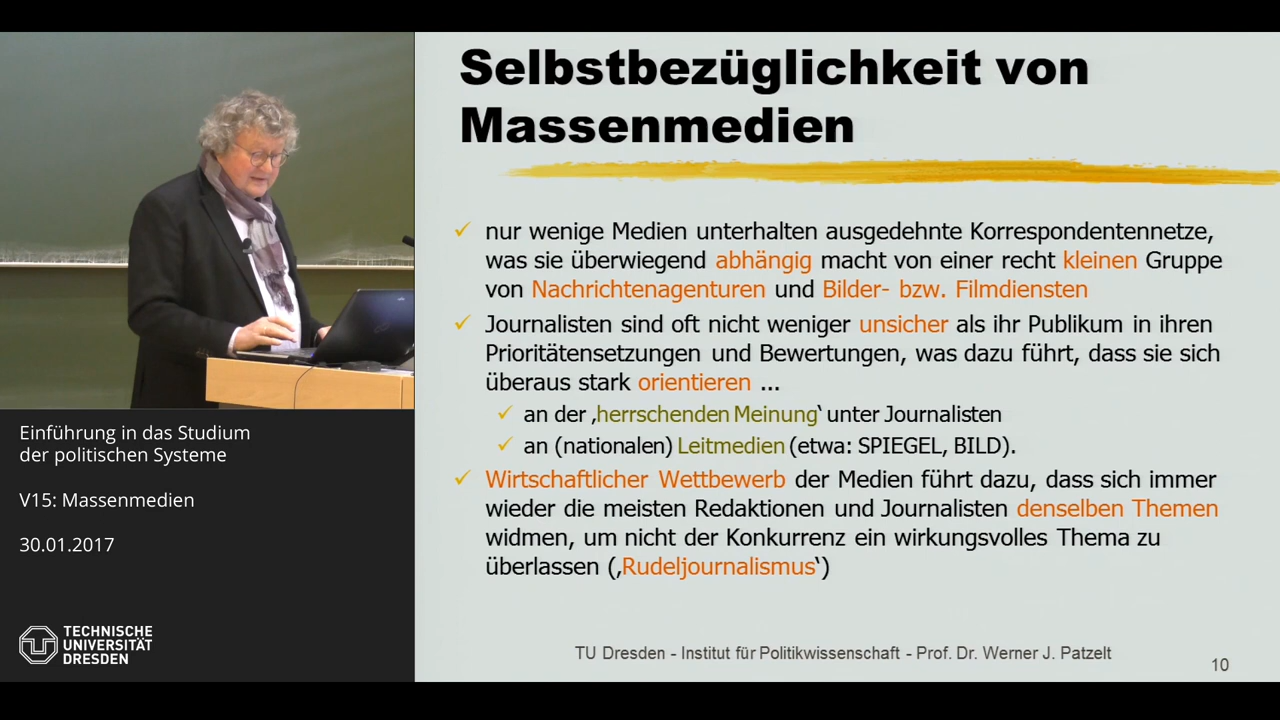 Selbstbezüglichkeit von
Massenmedien
nur wenige Medien unterhalten ausgedehnte Korrespondentennetze,
was sie überwiegend abhängig macht von einer recht kleinen Gruppe
von Nachrichtenagenturen und Bilder- bzw. Filmdiensten
Journalisten sind oft nicht weniger unsicher als ihr Publikum in ihren
Prioritätensetzungen und Bewertungen, was dazu führt, dass sie sich
überaus stark orientieren ...
an der ‚herrschenden Meinung‘ unter Journalisten
an (nationalen) Leitmedien (etwa: SPIEGEL, BILD).
Wirtschaftlicher Wettbewerb der Medien führt dazu, dass sich immer
wieder die meisten Redaktionen und Journalisten denselben Themen
widmen, um nicht der Konkurrenz ein wirkungsvolles Thema zu
überlassen (‚Rudeljournalismus‘)
TU Dresden - Institut für Politikwissenschaft - Prof. Dr. Werner J. Patzelt
10
Einführung in das Studium
der politischen Systeme
V15: Massenmedien
30.01.2017
TECHNISCHE
UNIVERSITÄT
DRESDEN